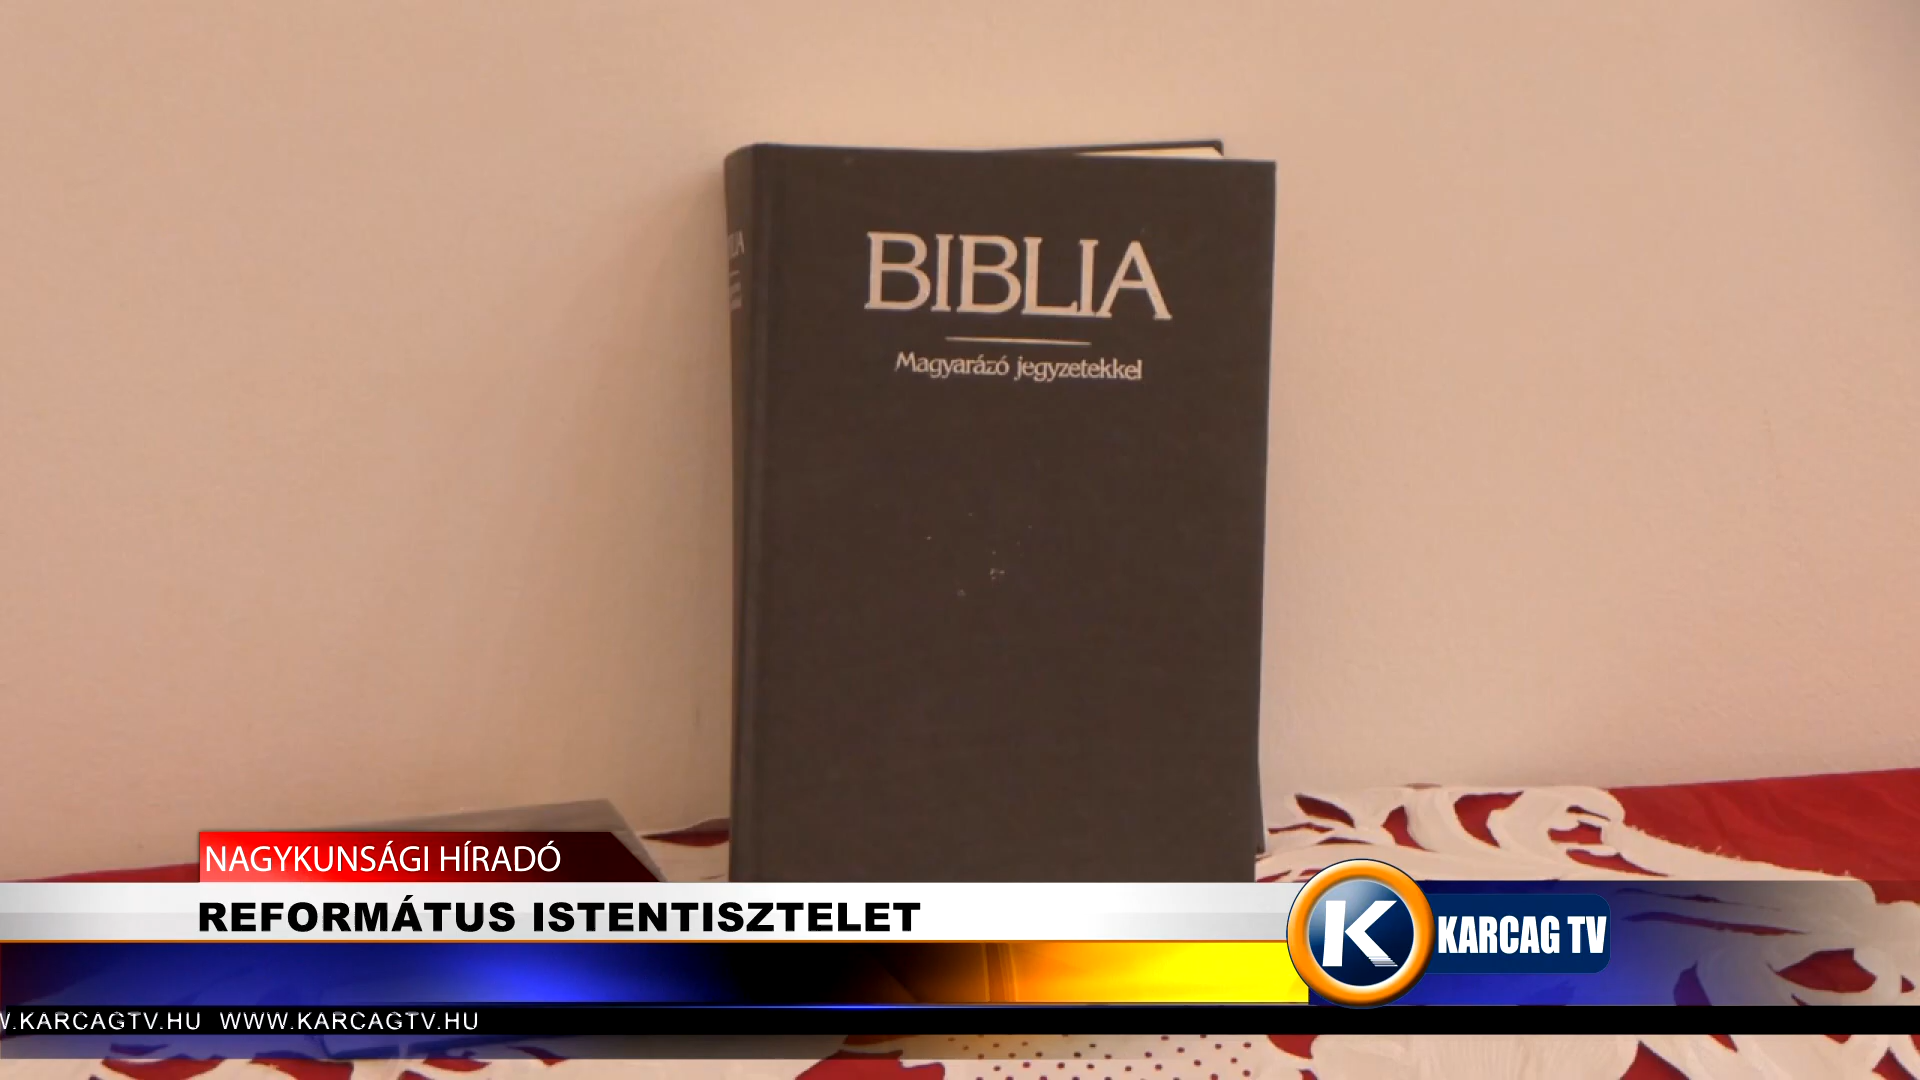 BIBLIA
Magyarázó jegyzetekkel
NAGYKUNSÁGI HÍRADÓ
REFORMÁTUS ISTENTISZTELET
K KARCAG TV
.KARCAGTV.HU WWW.KARCAGTV.HU